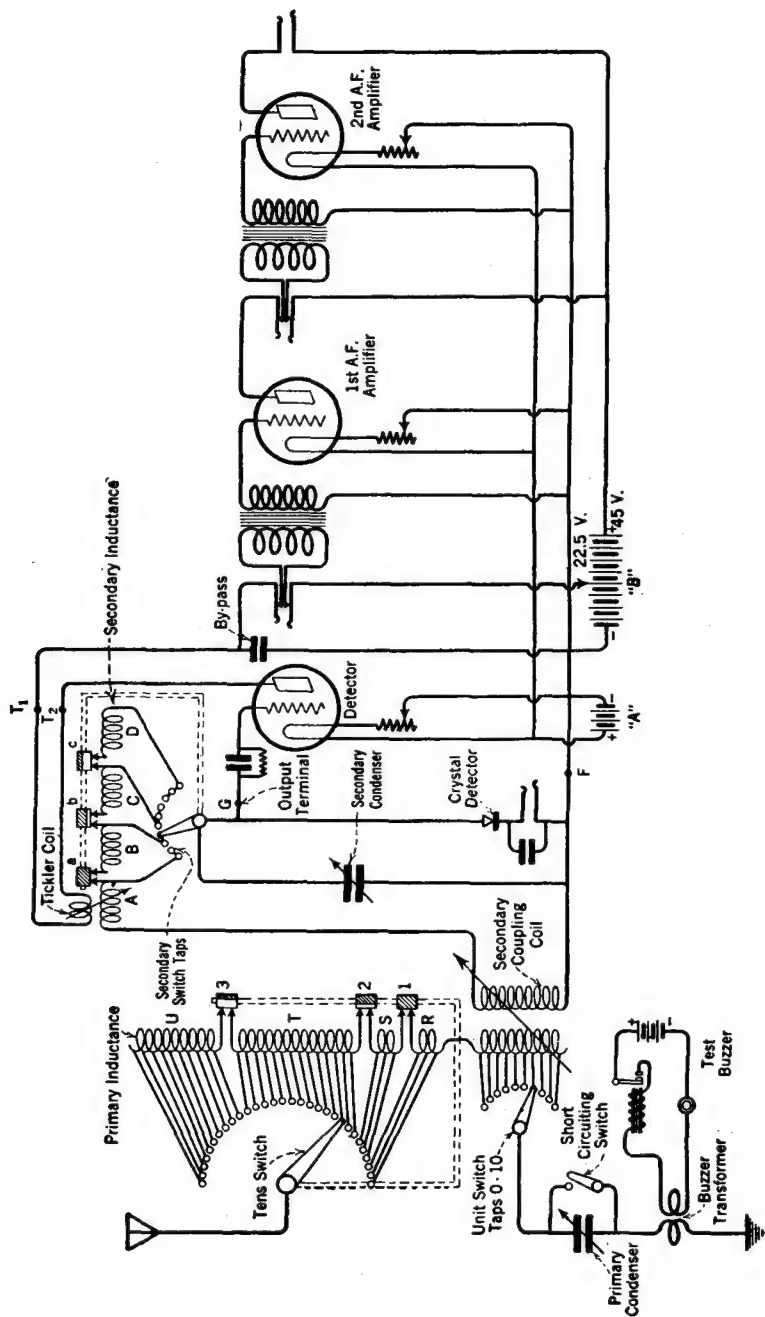 Primary Inductance
U
3
T
2
S
1
R
Tens Switch
Unit Switch
Taps 0 - 10
Short
Circuiting
Switch
Primary
Condenser
Buzzer
Transformer
Test
Buzzer
+
-
Secondary
Coupling
Coil
Tickler Coil
a
b
c
A
B
C
D
Secondary Inductance
Secondary
Switch Taps
T1
T2
G
Output
Terminal
Secondary
Condenser
Crystal
Detector
F
Detector
By-pass
+
-
"A"
-
22.5 V.
+45 V.
"B"
1st A.F.
Amplifier
2nd A.F.
Amplifier